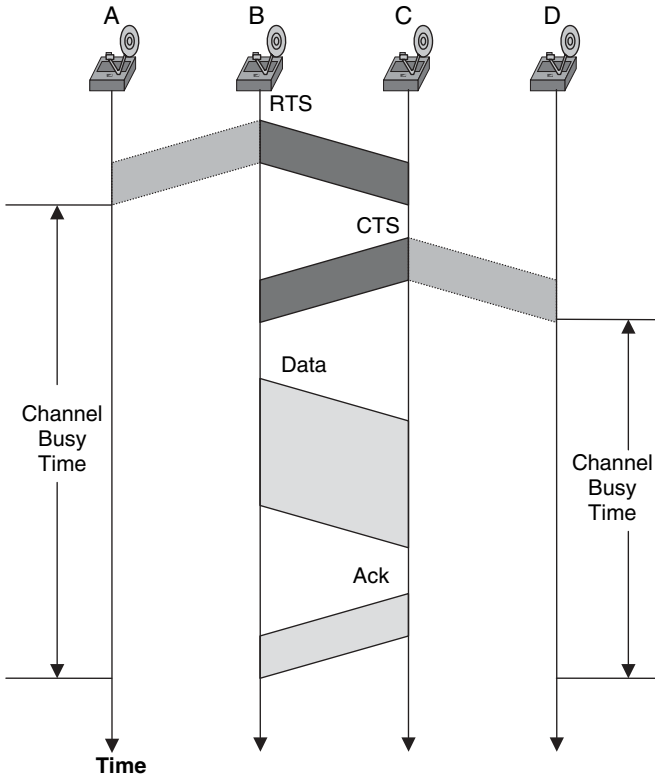 A
B
C
D
RTS
CTS
Data
Channel
Busy
Time
Channel
Busy
Time
Ack
Time